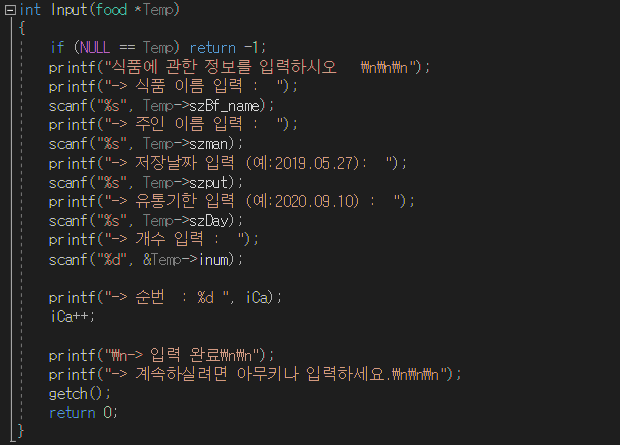 int Input(food *Temp)
{
if (NULL == Temp) return -1;
printf("식품에 관한 정보를 입력하시오 ₩n₩n₩n");
printf("-> 식품 이름 입력 : ");
scanf("%s", Temp->szBf_name);
printf("-> 주인 이름 입력 : ");
scanf("%s", Temp->szman);
printf("-> 저장날짜 입력 (예:2019.05.27): ");
scanf("%s", Temp->szput);
printf("-> 유통기한 입력 (예:2020.09.10) : ");
scanf("%s", Temp->szDay);
printf("-> 개수 입력 : ");
scanf("%d", &Temp->inum);
printf("-> 순번 : %d ", iCa);
iCa++;
printf("₩n-> 입력 완료₩n₩n");
printf("-> 계속하실려면 아무키나 입력하세요.₩n₩n₩n");
getch();
return 0;
}